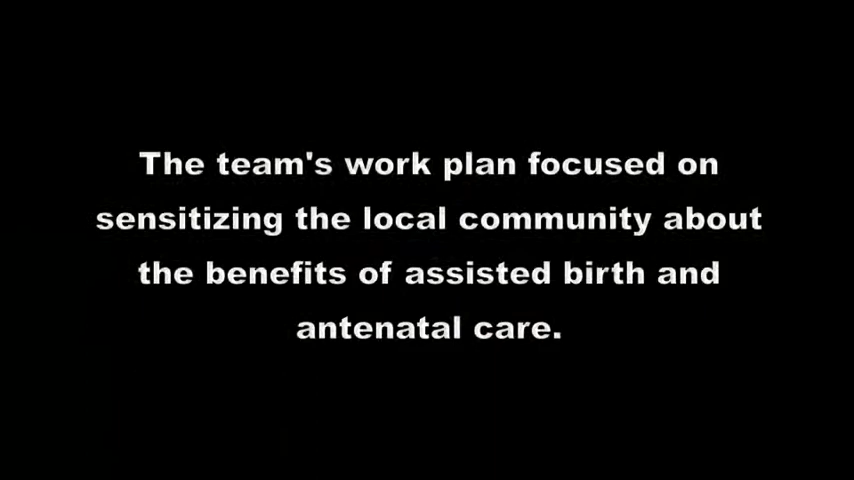 The team's work plan focused on
sensitizing the local community about
the benefits of assisted birth and
antenatal care.